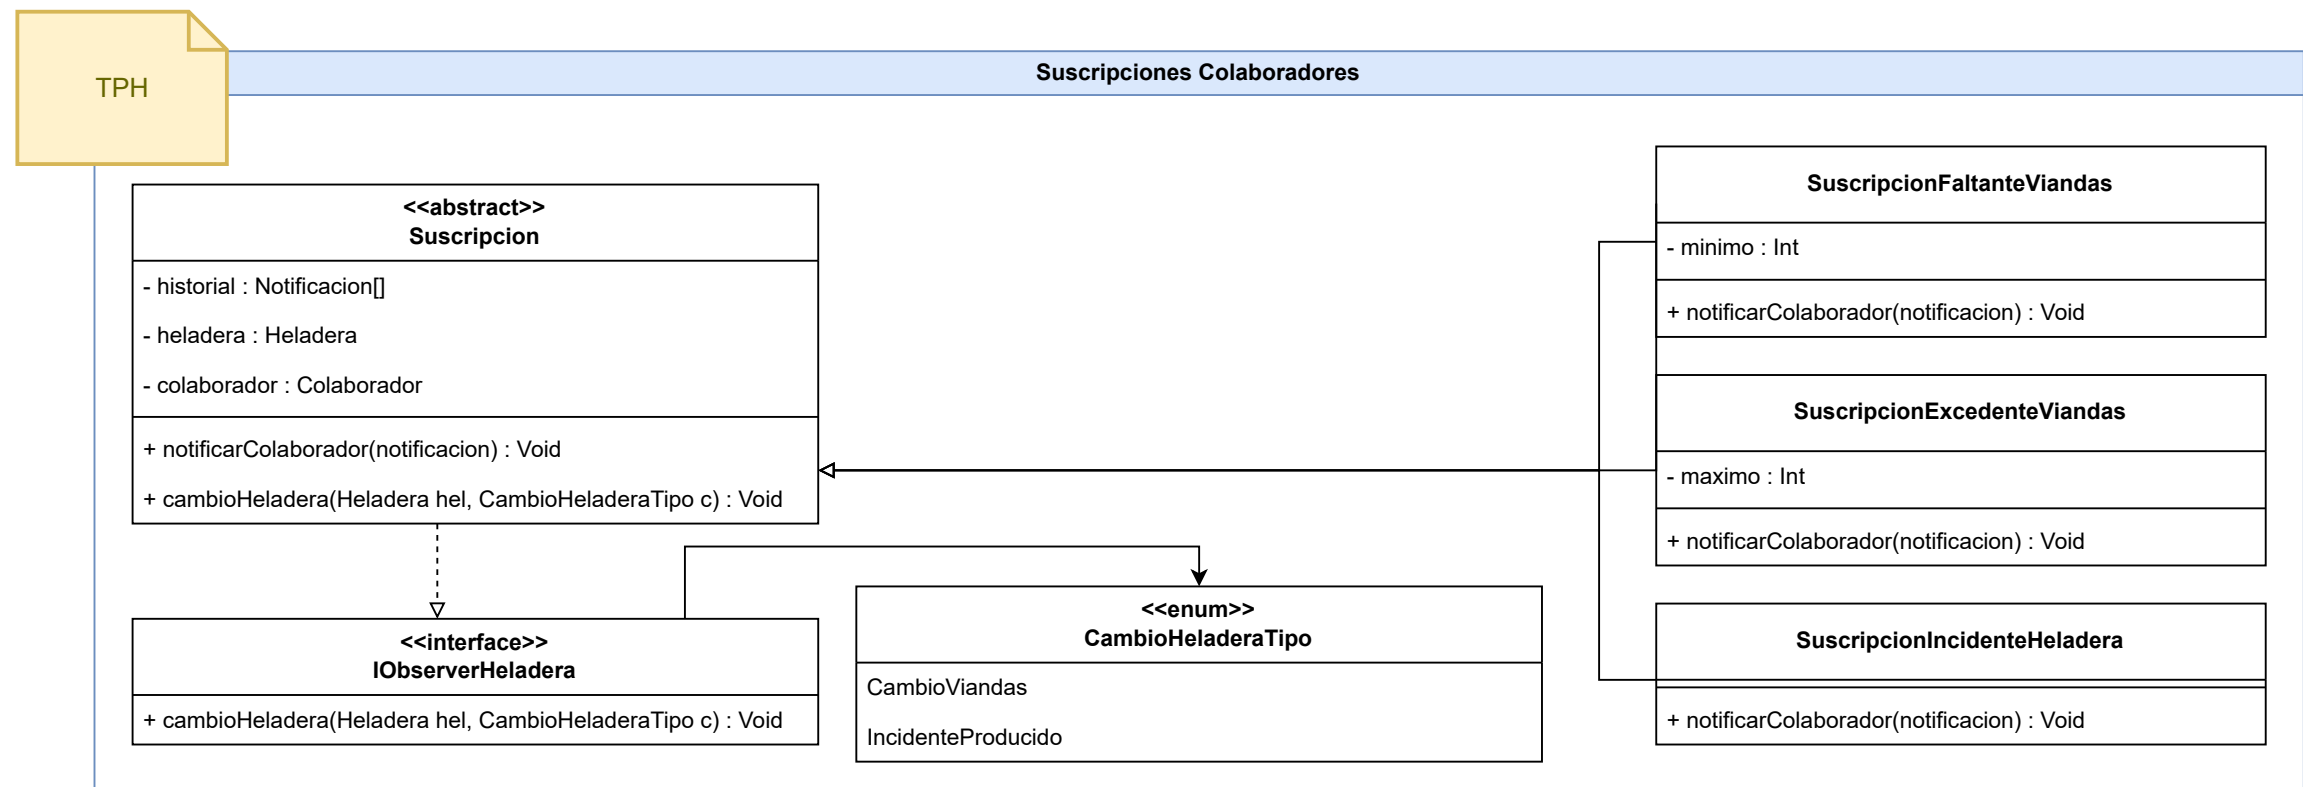 TPH
Suscripciones Colaboradores
<<abstract>>
Suscripcion
- historial : Notificacion[]
- heladera : Heladera
- colaborador : Colaborador
+ notificarColaborador(notificacion) : Void
+ cambioHeladera(Heladera hel, CambioHeladeraTipo c) : Void
<<interface>>
IObserverHeladera
+ cambioHeladera(Heladera hel, CambioHeladeraTipo c) : Void
<<enum>>
CambioHeladeraTipo
CambioViandas
IncidenteProducido
SuscripcionFaltanteViandas
- minimo : Int
+ notificarColaborador(notificacion) : Void
SuscripcionExcedenteViandas
- maximo : Int
+ notificarColaborador(notificacion) : Void
SuscripcionIncidenteHeladera
+ notificarColaborador(notificacion) : Void